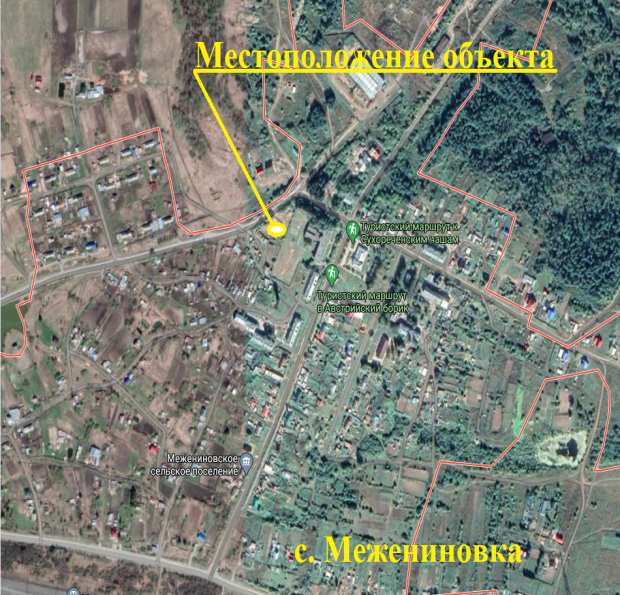 Местоположение объекта
Туристский маршрут к
Сухореченским чашам
Туристский маршрут
в Австрийский борик
Межениновское
сельское поселение
с. Межениновка